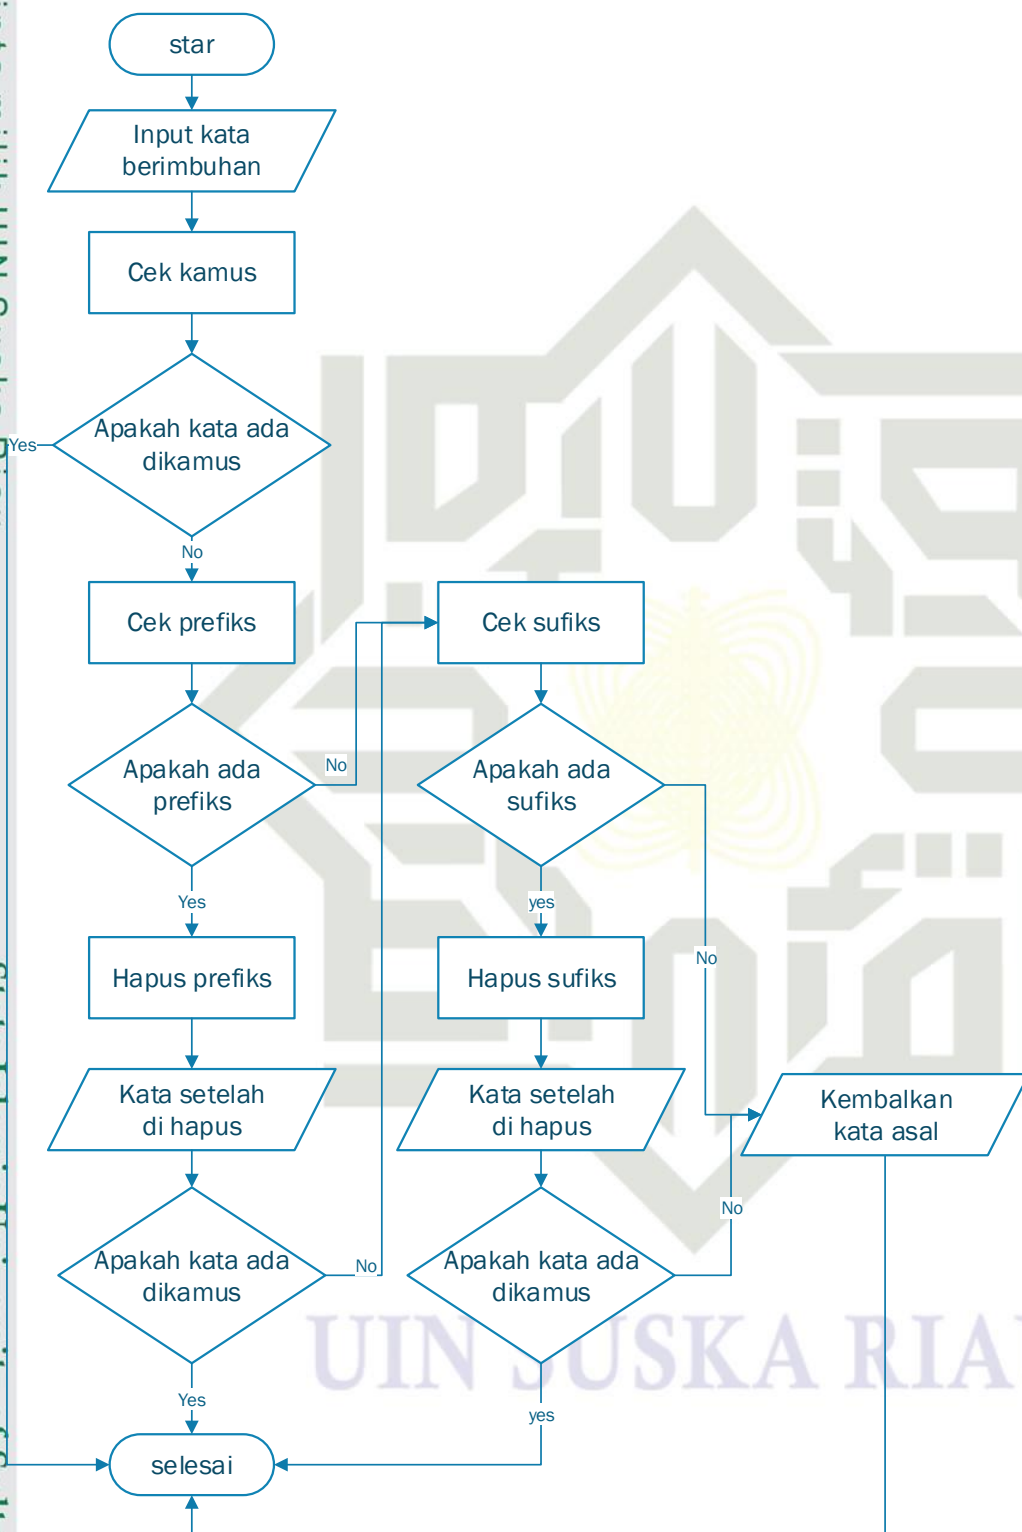 star
Input kata
berimbuhan
Cek kamus
Apakah kata ada
dikamus
Yes
No
Cek prefiks
Cek sufiks
Apakah ada
prefiks
No
Apakah ada
sufiks
Yes
yes
No
Hapus prefiks
Hapus sufiks
Kata setelah
di hapus
Kata setelah
di hapus
Kembalkan
kata asal
No
Apakah kata ada
dikamus
No
Apakah kata ada
dikamus
UIN SUSKA RIA
Yes
yes
selesai